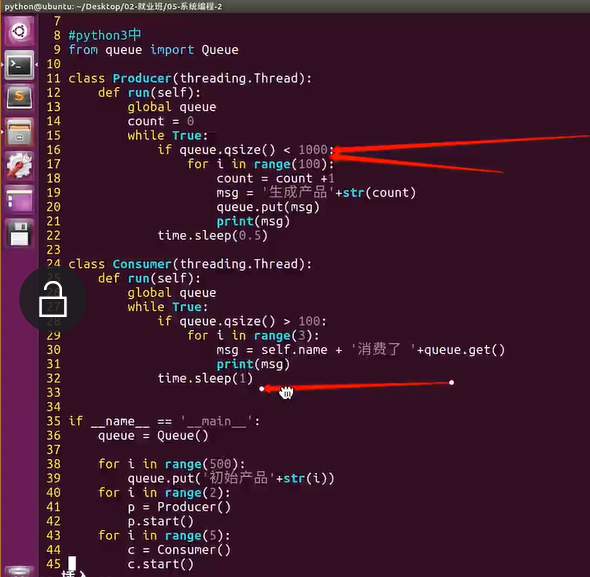 python@ubuntu: ~/Desktop/02-就业班/05-系统编程-2
7
8 #python3中
9 from queue import Queue
10
11 class Producer(threading.Thread):
12     def run(self):
13         global queue
14         count = 0
15         while True:
16             if queue.qsize() < 1000:
17                 for i in range(100):
18                     count = count +1
19                     msg = '生成产品'+str(count)
20                     queue.put(msg)
21                     print(msg)
22             time.sleep(0.5)
23
24 class Consumer(threading.Thread):
25     def run(self):
26         global queue
27         while True:
28             if queue.qsize() > 100:
29                 for i in range(3):
30                     msg = self.name + '消费了 '+queue.get()
31                     print(msg)
32             time.sleep(1)
33
35 if __name__ == '__main__':
36     queue = Queue()
37
38     for i in range(500):
39         queue.put('初始产品'+str(i))
40     for i in range(2):
41         p = Producer()
42         p.start()
43     for i in range(5):
44         c = Consumer()
45         c.start()